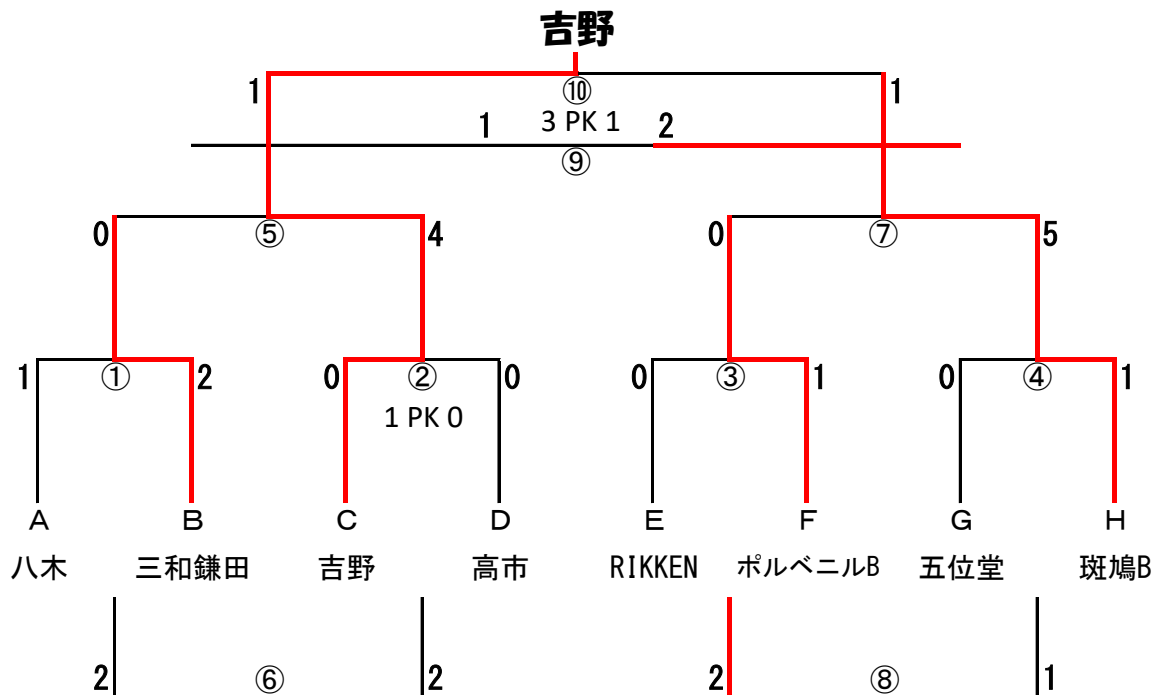 吉野
1 ⑩ 1
1 3 PK 1 2
⑨
0 ⑤ 4 0 ⑦ 5
1 ① 2 0 ② 0 0 ③ 1 0 ④ 1
1 PK 0
A B C D E F G H
八木 三和鎌田 吉野 高市 RIKKEN ポルベニルB 五位堂 斑鳩B
2 ⑥ 2 2 ⑧ 1